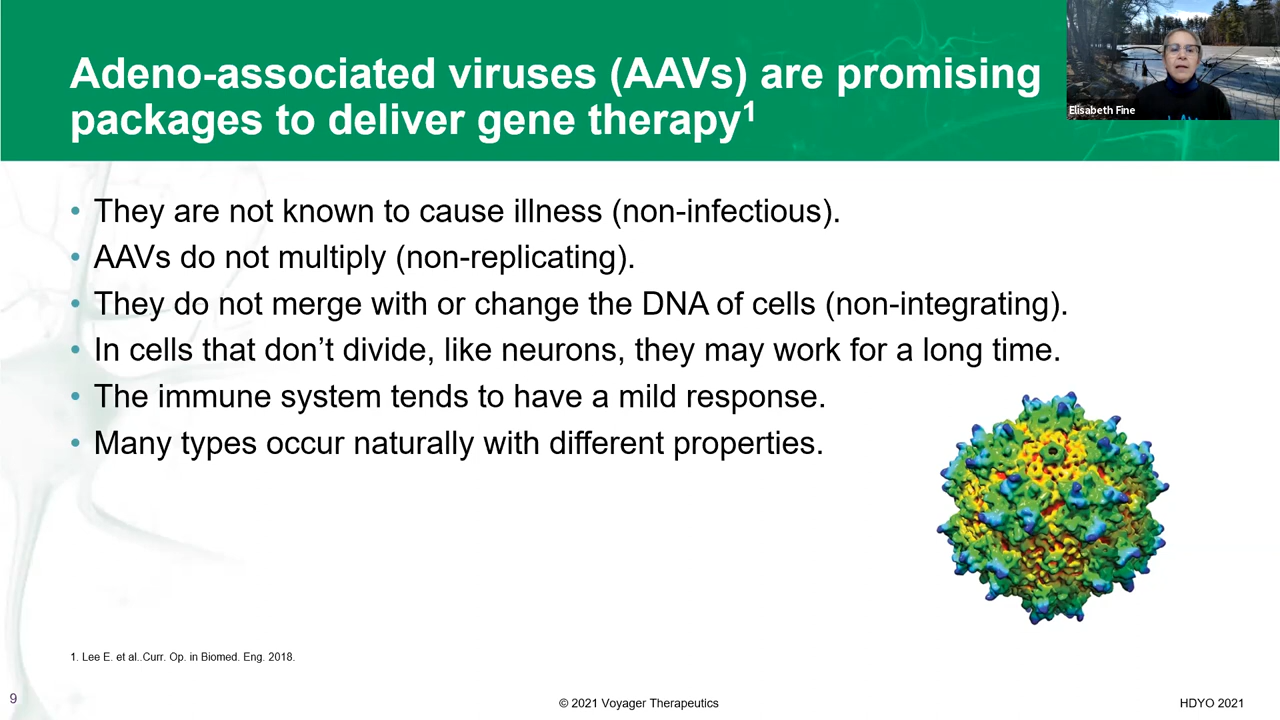 Adeno-associated viruses (AAVs) are promising
packages to deliver gene therapy¹
Elisabeth Fine
• They are not known to cause illness (non-infectious).
• AAVs do not multiply (non-replicating).
• They do not merge with or change the DNA of cells (non-integrating).
• In cells that don’t divide, like neurons, they may work for a long time.
• The immune system tends to have a mild response.
• Many types occur naturally with different properties.
1. Lee E. et al..Curr. Op. in Biomed. Eng. 2018.
9
© 2021 Voyager Therapeutics
HDYO 2021